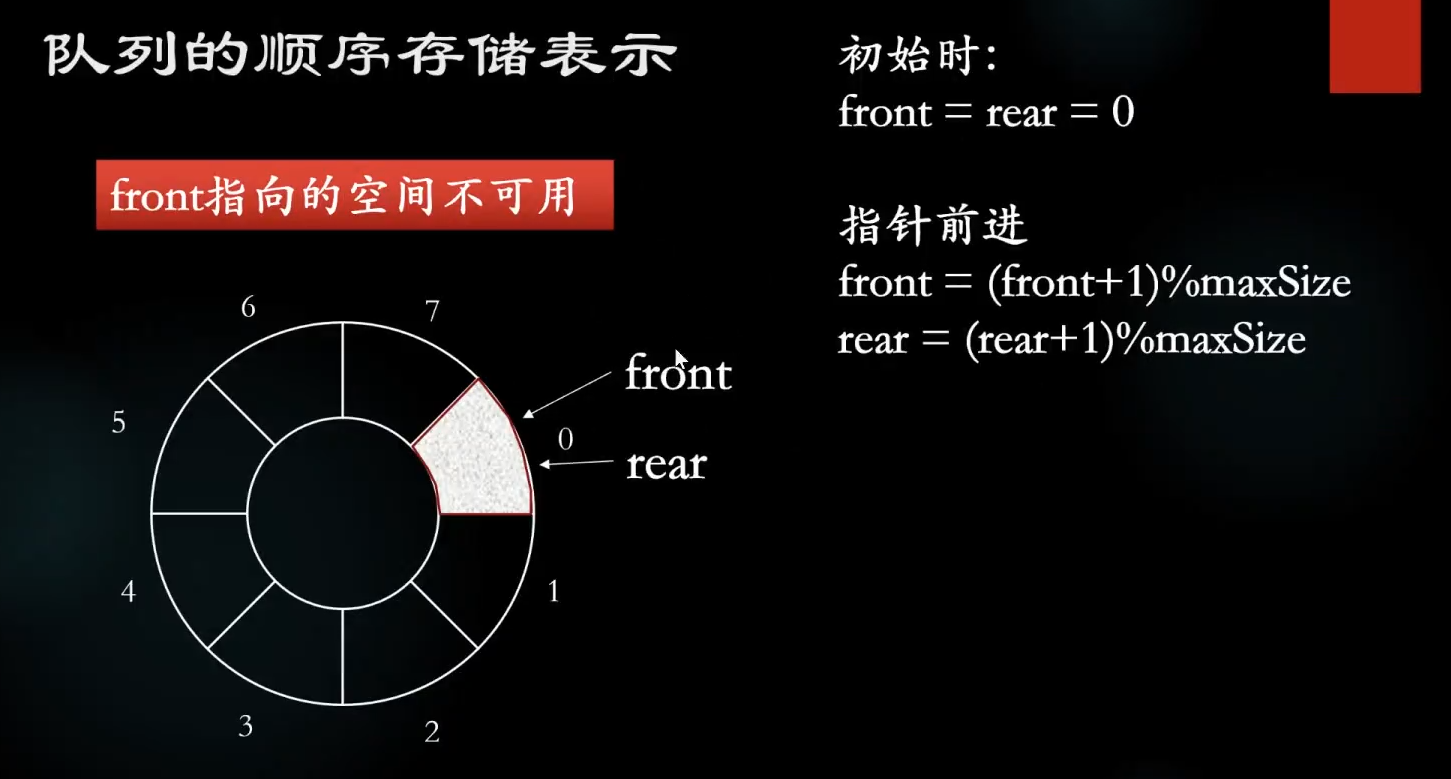 队列的顺序存储表示
front指向的空间不可用
6
7
5
front
0
rear
4
1
3
2
初始时：
front = rear = 0
指针前进
front = (front+1)%maxSize
rear = (rear+1)%maxSize